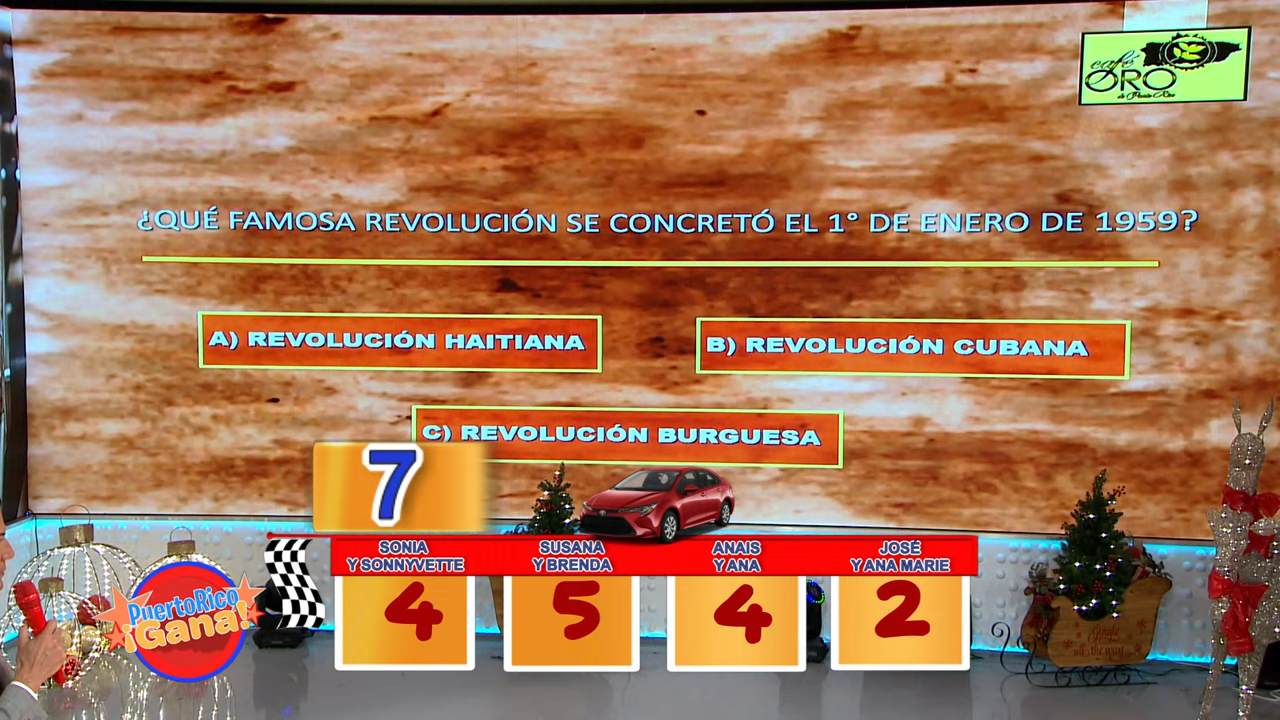 café
ORO
de Puerto Rico
¿QUÉ FAMOSA REVOLUCIÓN SE CONCRETÓ EL 1° DE ENERO DE 1959?
A) REVOLUCIÓN HAITIANA
B) REVOLUCIÓN CUBANA
C) REVOLUCIÓN BURGUESA
7
SONIA
Y SONNYVETTE
SUSANA
Y BRENDA
ANAIS
Y ANA
JOSÉ
Y ANA MARIE
4
5
4
2
PuertoRico
¡Gana!
Jingle
all the way